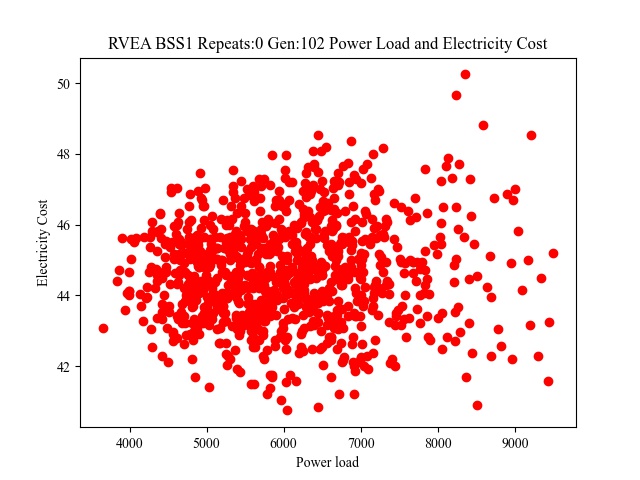 RVEA BSS1 Repeats:0 Gen:102 Power Load and Electricity Cost
50
48
46
44
42
Electricity Cost
4000 5000 6000 7000 8000 9000
Power load